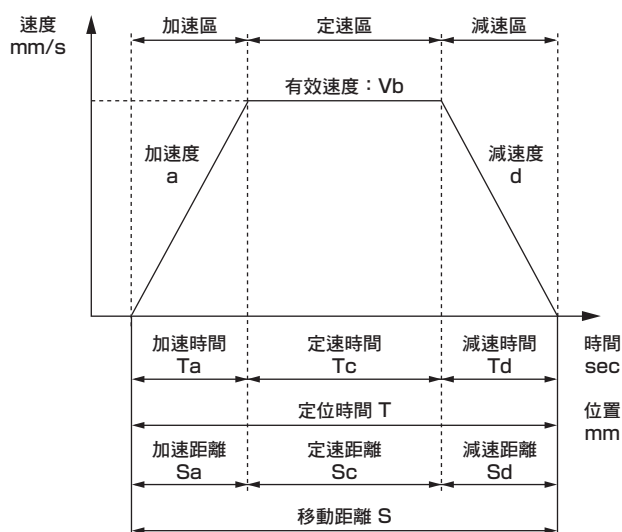 速度
mm/s
加速區
定速區
減速區
有效速度：Vb
加速度
a
減速度
d
加速時間
Ta
定速時間
Tc
減速時間
Td
時間
sec
定位時間 T
位置
mm
加速距離
Sa
定速距離
Sc
減速距離
Sd
移動距離 S